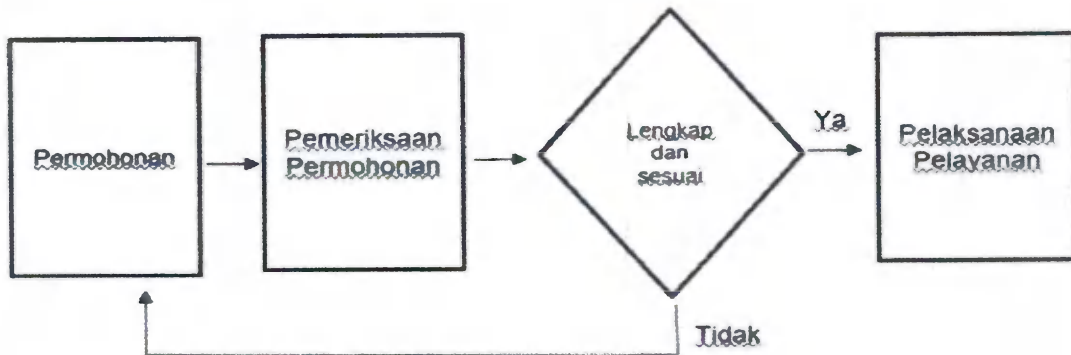 Permohonan
Pemeriksaan
Permohonan
Lengkap
dan
sesuai
Ya
Pelaksanaan
Pelayanan
Tidak